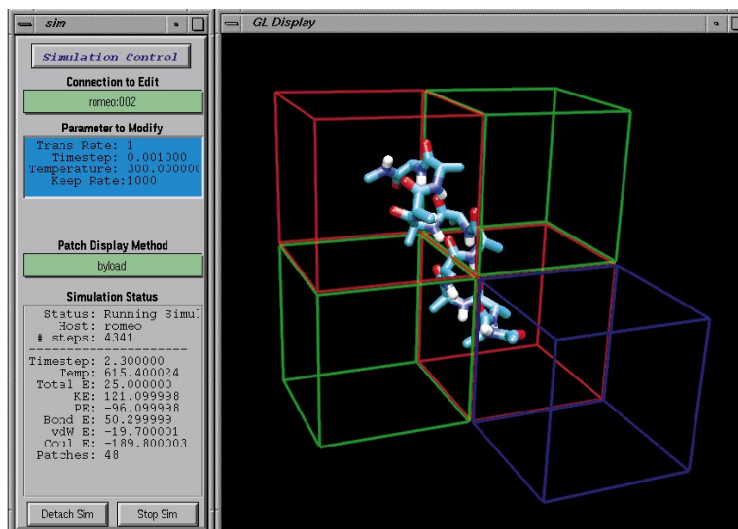 sim
Simulation Control
Connection to Edit
romeo:002
Parameter to Modify
Trans Rate: 1
Timestep: 0.001000
Temperature: 300.000000
Keep Rate:1000
Patch Display Method
byload
Simulation Status
Status: Running Simul
Host: romeo
# steps: 4341
Timestep: 2.300000
Temp: 615.400024
Total E: 25.000000
KE: 121.099998
PE: -96.099998
Bond E: 50.299999
vdW E: -19.700001
Coul E: -189.800003
Patches: 48
Detach Sim
Stop Sim
GL Display